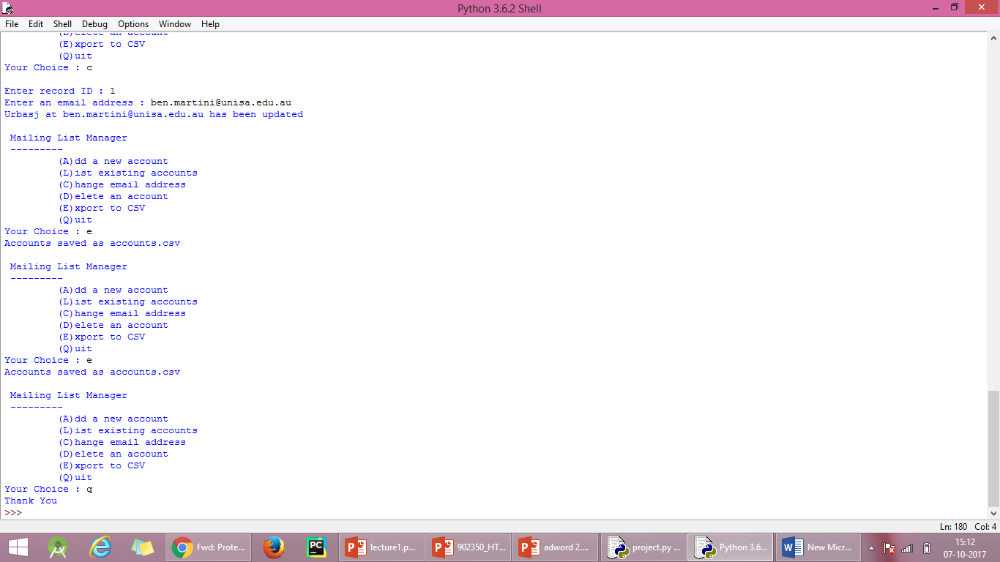 Python 3.6.2 Shell
File Edit Shell Debug Options Window Help
(D)elete an account
(E)xport to CSV
(Q)uit
Your Choice : c
Enter record ID : 1
Enter an email address : ben.martini@unisa.edu.au
Urbasj at ben.martini@unisa.edu.au has been updated
Mailing List Manager
---------
(A)dd a new account
(L)ist existing accounts
(C)hange email address
(D)elete an account
(E)xport to CSV
(Q)uit
Your Choice : e
Accounts saved as accounts.csv
Mailing List Manager
---------
(A)dd a new account
(L)ist existing accounts
(C)hange email address
(D)elete an account
(E)xport to CSV
(Q)uit
Your Choice : e
Accounts saved as accounts.csv
Mailing List Manager
---------
(A)dd a new account
(L)ist existing accounts
(C)hange email address
(D)elete an account
(E)xport to CSV
(Q)uit
Your Choice : q
Thank You
>>>
Ln: 180 Col: 4
Fwd: Prote... PC lecture1.p... 902350_HT... adword 2.... project.py ... Python 3.6... New Micr... 15:12
07-10-2017